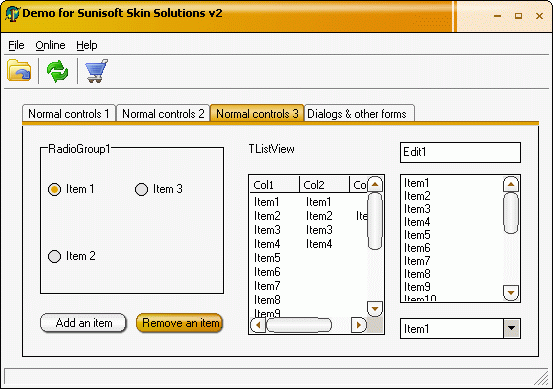 Demo for Sunisoft Skin Solutions v2
File Online Help
Normal controls 1 Normal controls 2 Normal controls 3 Dialogs & other forms
RadioGroup1
Item 1 Item 3
Item 2
Add an item Remove an item
TListView
Col1 Col2 Co
Item1 Item1
Item2 Item2 Ite
Item3 Item3
Item4 Item4
Item5
Item6
Item7
Item8
Item9
Edit1
Item1
Item2
Item3
Item4
Item5
Item6
Item7
Item8
Item9
Item10
Item1